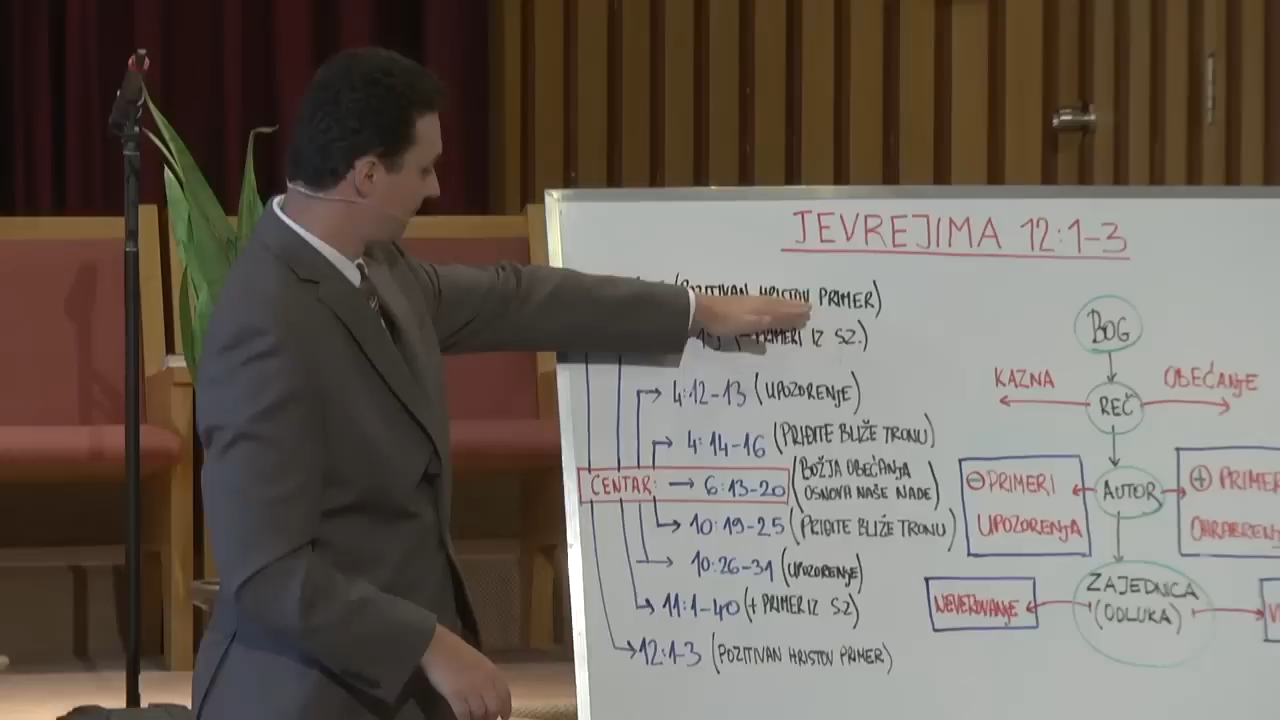 JEVREJIMA 12:1-3
(POZITIVAN HRISTOV PRIMER)
PRIMERI IZ SZ.)
4:12-13 (UPOZORENJE)
4:14-16 (PRIĐITE BLIŽE TRONU)
CENTAR: → 6:13-20 (BOŽJA OBEĆANJA
OSNOVA NAŠE NADE)
10:19-25 (PRIĐITE BLIŽE TRONU)
10:26-31 (UPOZORENJE)
11:1-40 (+ PRIMER IZ SZ)
12:1-3 (POZITIVAN HRISTOV PRIMER)
BOG
KAZNA
OBEĆANJE
REČ
⊖ PRIMERI
UPOZORENJA
AUTOR
⊕ PRIMER
OHRABREN
NEVEROVANJE
ZAJEDNICA
(ODLUKA)
V